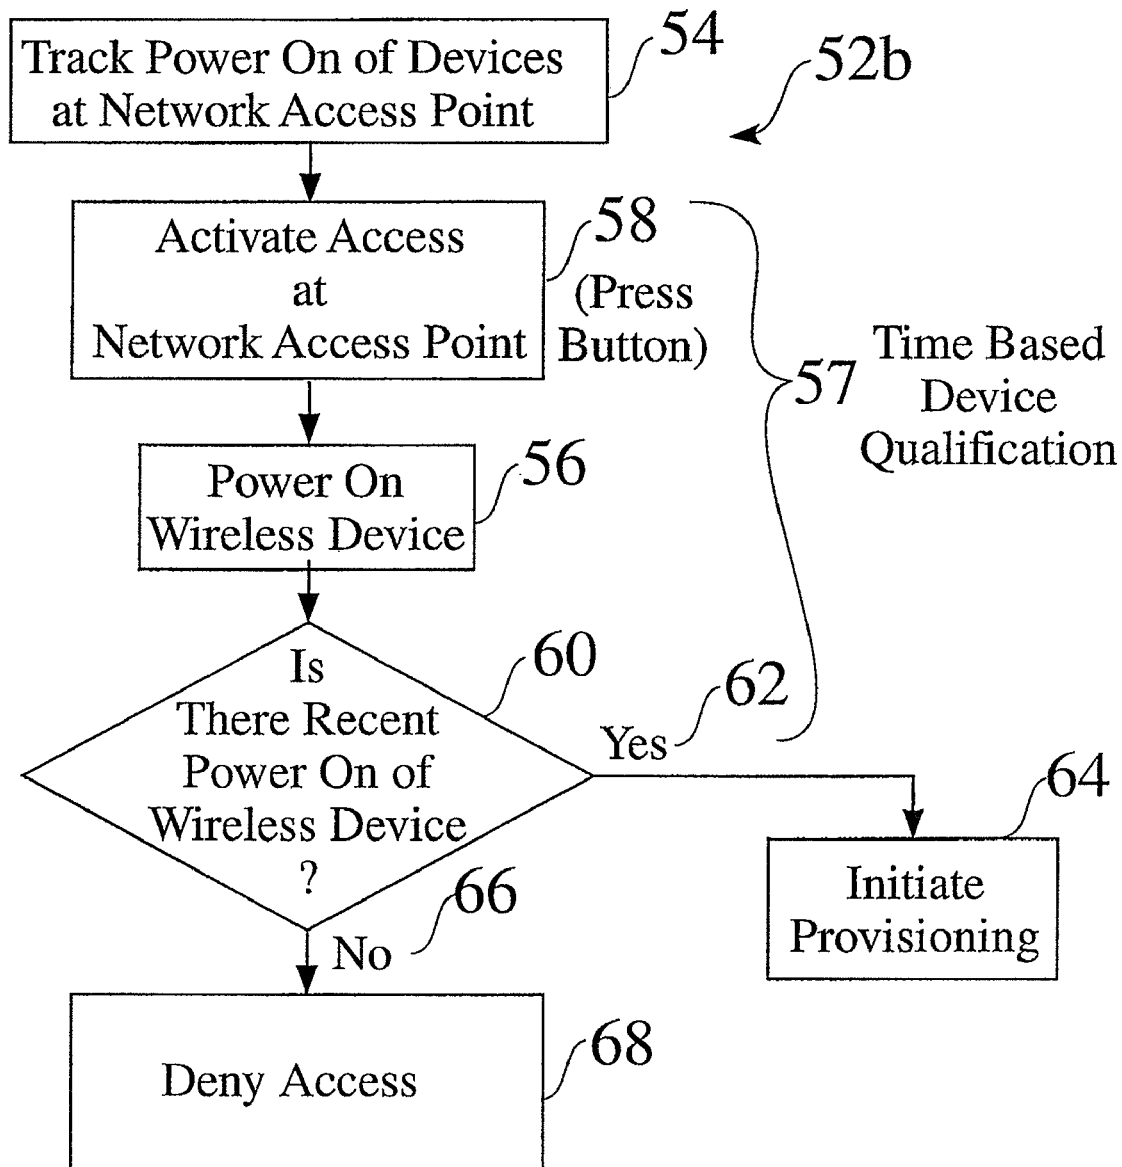 Track Power On of Devices
at Network Access Point
54
52b
Activate Access
at
Network Access Point
58
(Press
Button)
57
Time Based
Device
Qualification
Power On
Wireless Device
56
Is
There Recent
Power On of
Wireless Device
?
60
Yes
62
64
Initiate
Provisioning
No
66
Deny Access
68